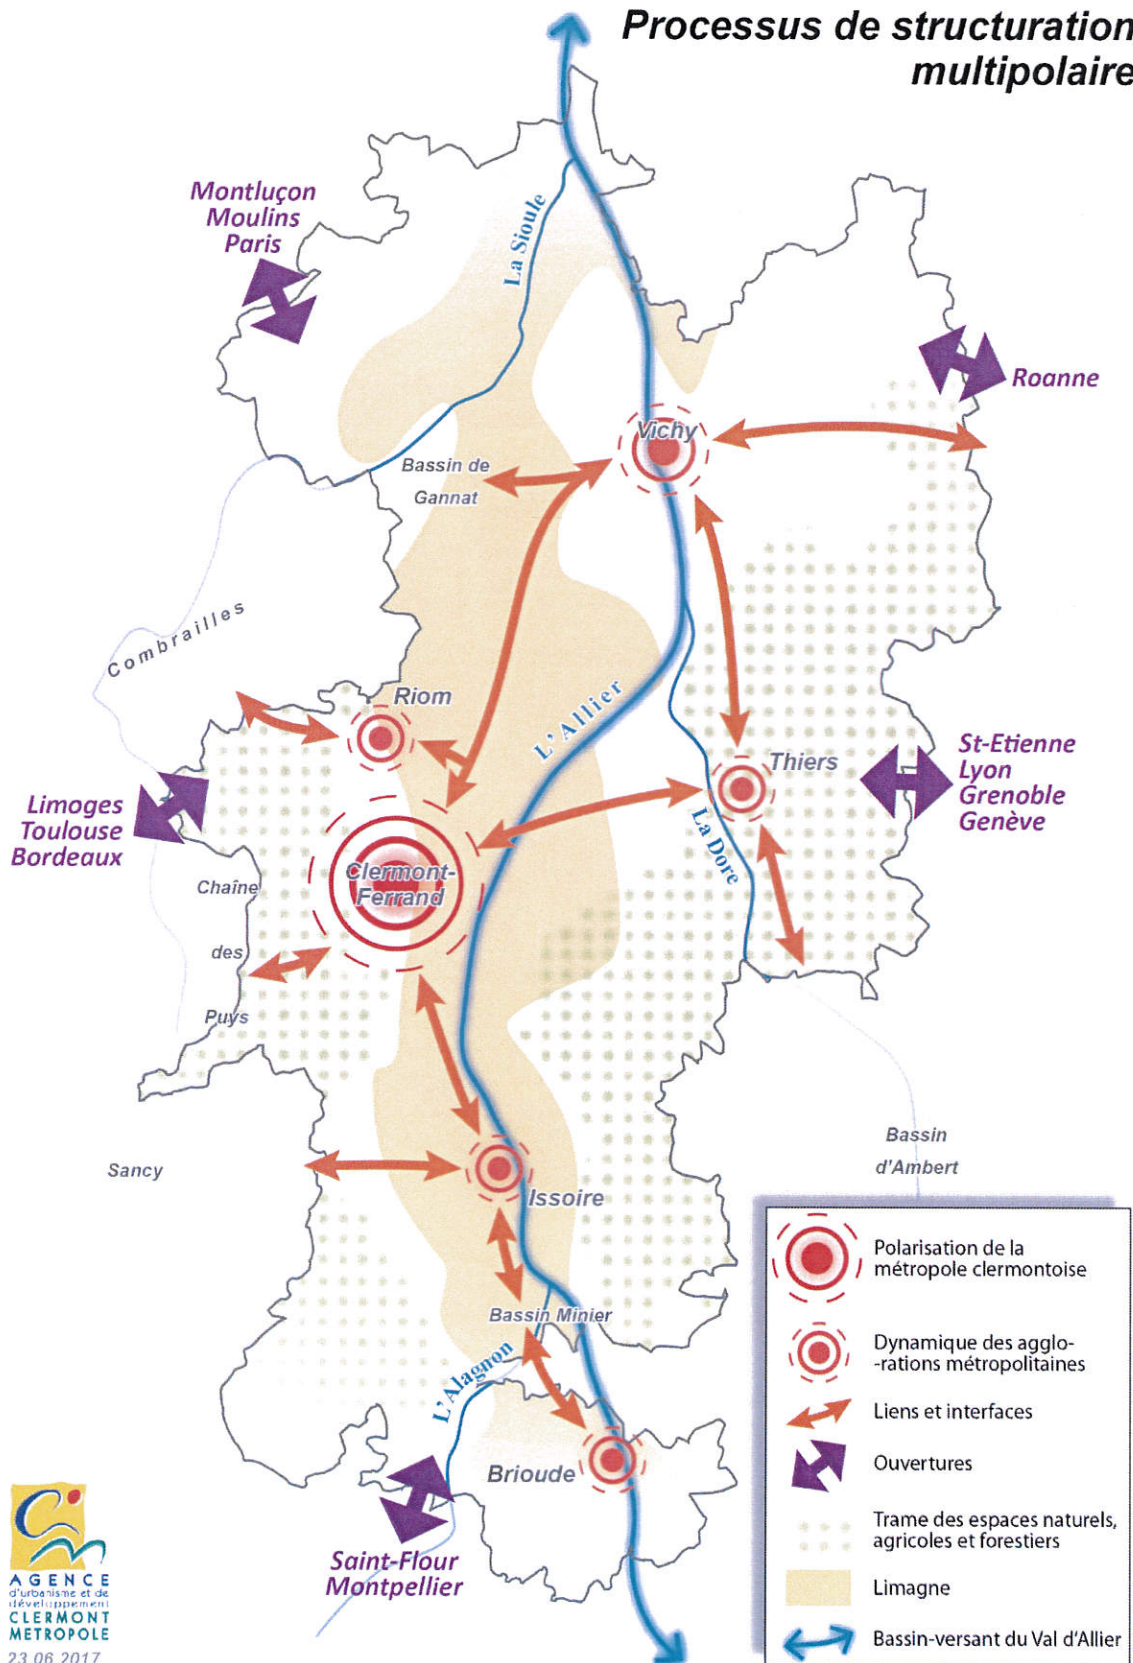 Processus de structuration
multipolaire
Montluçon
Moulins
Paris
La Sioule
Roanne
Vichy
Bassin de
Gannat
Combrailles
Riom
L'Allier
Thiers
St-Etienne
Lyon
Grenoble
Genève
Limoges
Toulouse
Bordeaux
La Dore
Clermont-
Ferrand
Chaîne
des
Puys
Sancy
Bassin
d'Ambert
Issoire
Bassin Minier
L'Alagnon
Brioude
Saint-Flour
Montpellier
Polarisation de la
métropole clermontoise
Dynamique des agglo-
-rations métropolitaines
Liens et interfaces
Ouvertures
Trame des espaces naturels,
agricoles et forestiers
Limagne
Bassin-versant du Val d'Allier
AGENCE
d'urbanisme et de
développement
CLERMONT
METROPOLE
23.06.2017